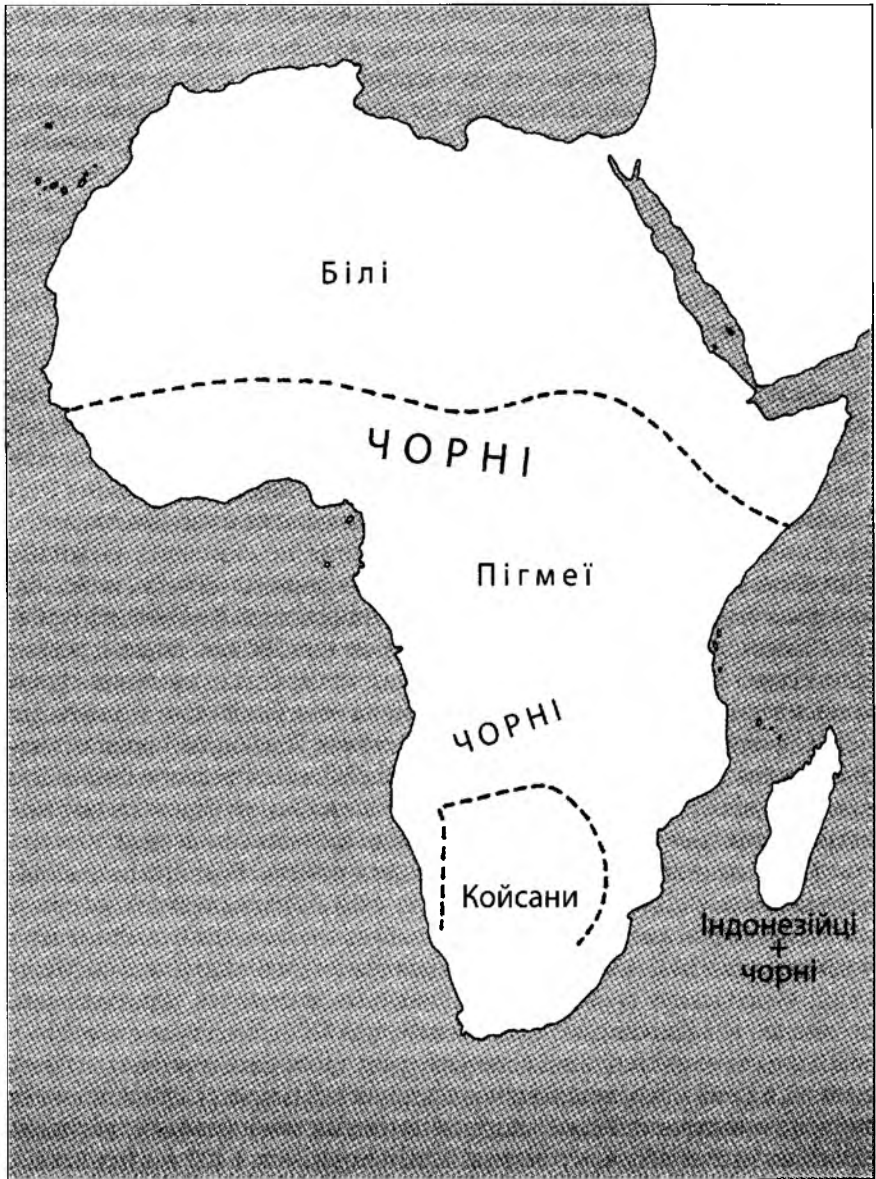 Білі
ЧОРНІ
Пігмеї
ЧОРНІ
Койсани
Індонезійці
+
чорні